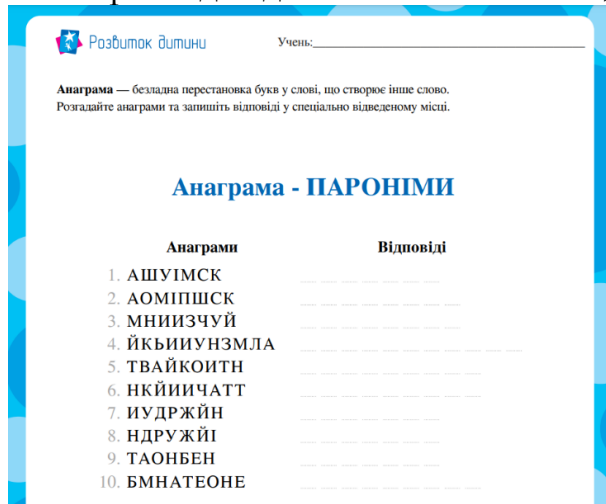 Розвиток дитини Учень:
Анаграма — безладна перестановка букв у слові, що створює інше слово.
Розгадайте анаграми та запишіть відповіді у спеціально відведеному місці.
Анаграма - ПАРОНІМИ
Анаграми Відповіді
1. АШУІМСК
2. АОМІПШСК
3. МНИИЗЧУЙ
4. ЙКЬИИУНЗМЛА
5. ТВАЙКОИТН
6. НКЙИИЧАТТ
7. ИУДРЖЙН
8. НДРУЖЙІ
9. ТАОНБЕН
10. БМНАТЕОНЕ